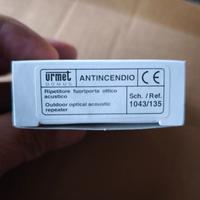 urmet
DOMUS
ANTINCENDIO
CE
Ripetitore fuoriporta ottico
acustico
Outdoor optical acoustic
repeater
Sch. / Ref.
1043/135